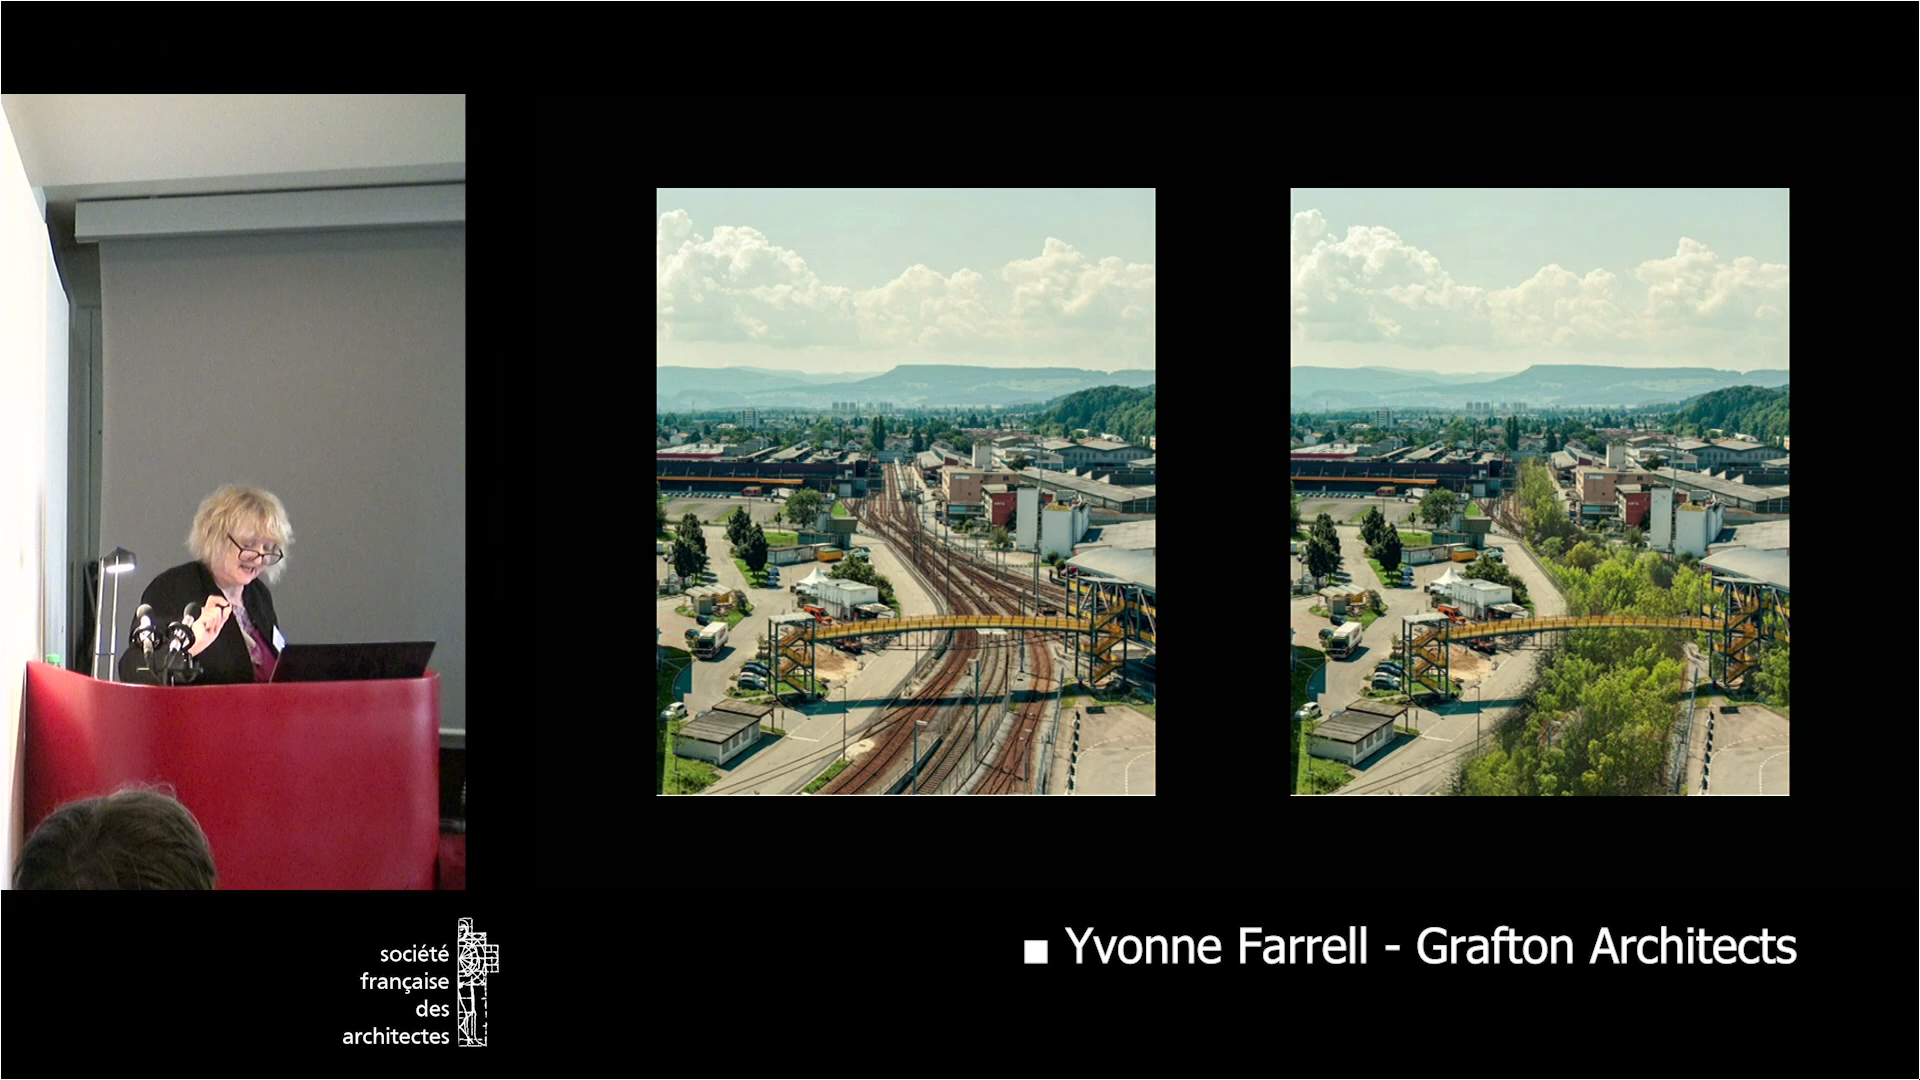 société
française
des
architectes
Yvonne Farrell - Grafton Architects